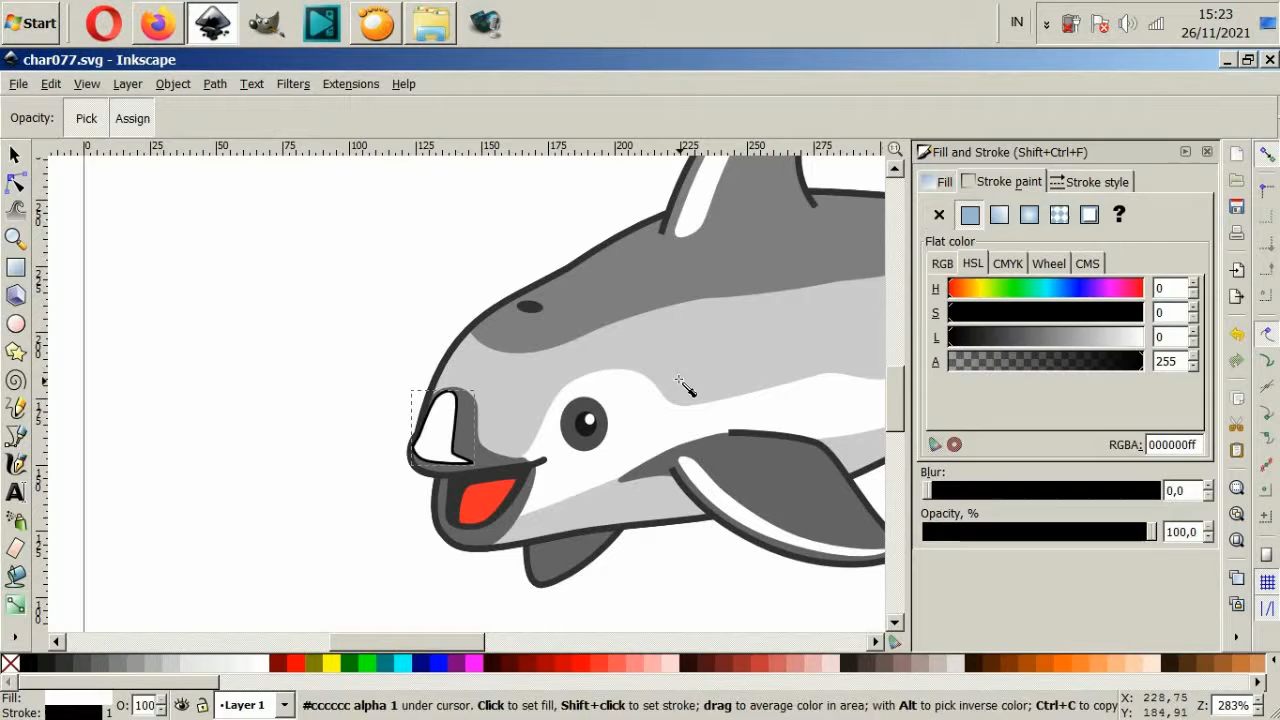 Start
IN
15:23
26/11/2021
char077.svg - Inkscape
File Edit View Layer Object Path Text Filters Extensions Help
Opacity: Pick Assign
0 25 50 75 100 125 150 175 200 225 250 275
Fill and Stroke (Shift+Ctrl+F)
Fill Stroke paint Stroke style
?
Flat color
RGB HSL CMYK Wheel CMS
H 0
S 0
L 0
A 255
RGBA: 000000ff
Blur:
0,0
Opacity, %
100,0
Fill:
Stroke: 1
O: 100
Layer 1
#cccccc alpha 1 under cursor. Click to set fill, Shift+click to set stroke; drag to average color in area; with Alt to pick inverse color; Ctrl+C to copy
X: 228,75
Y: 184,91
Z: 283%